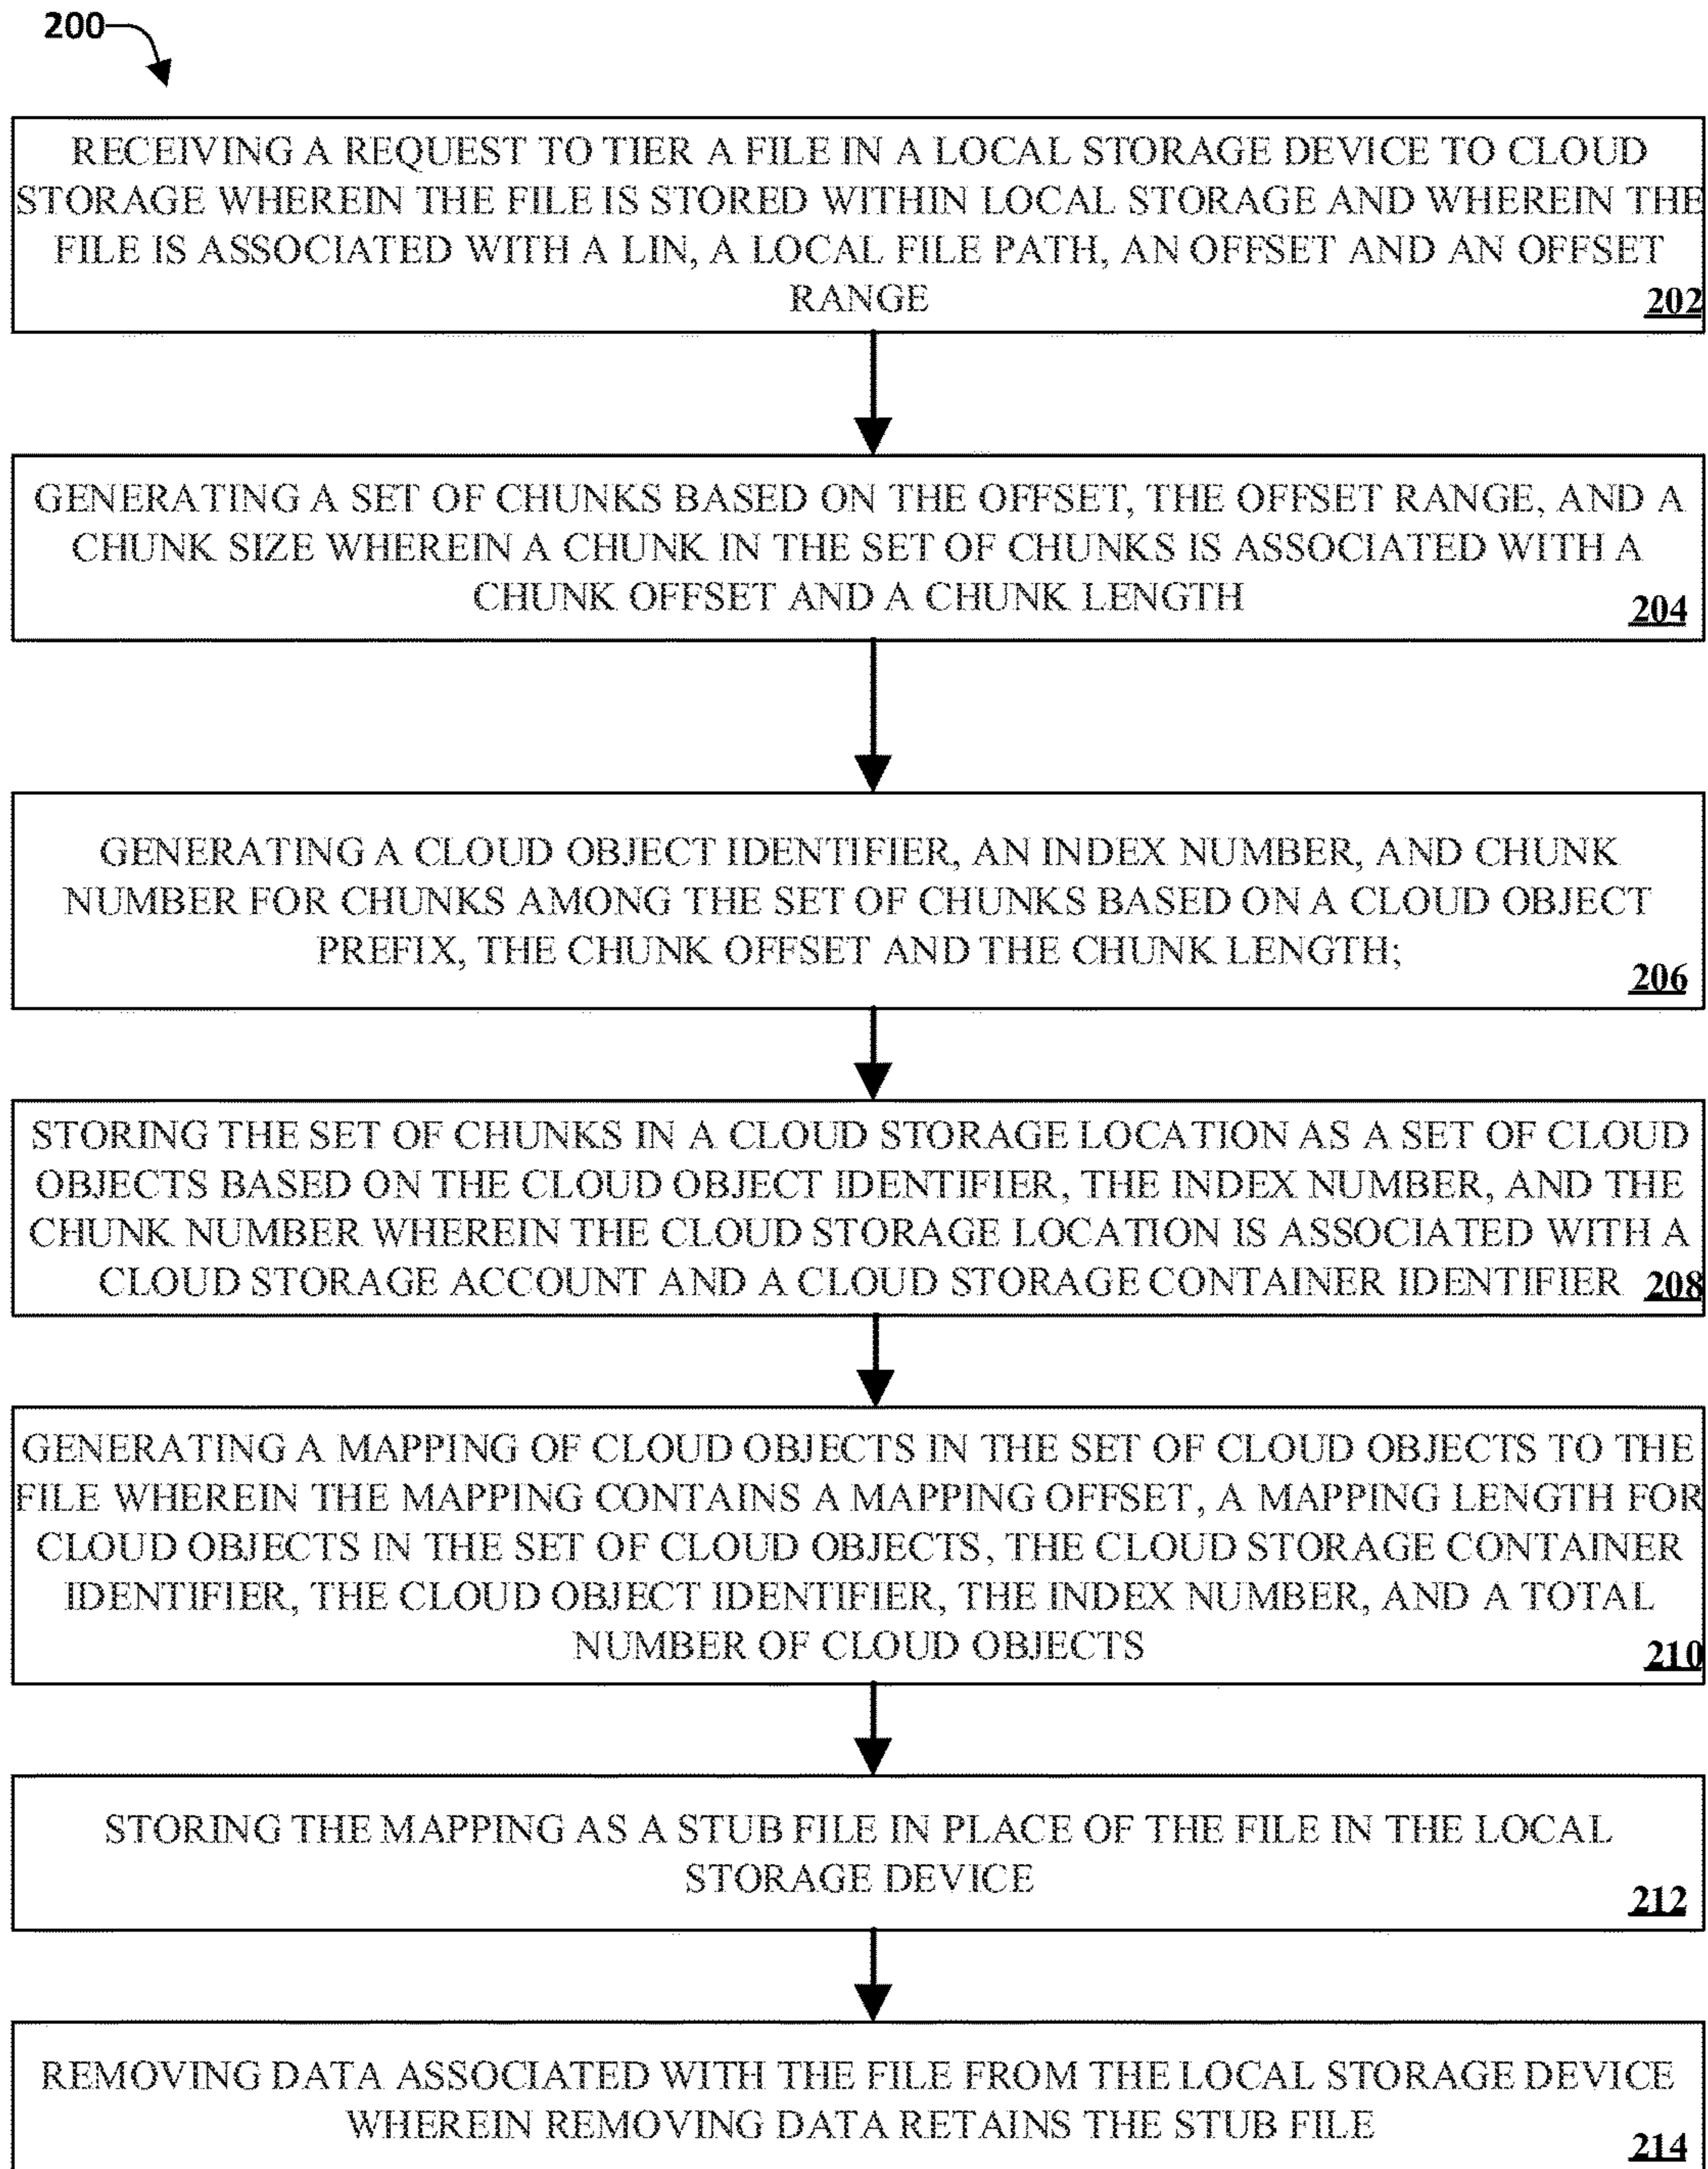 200
RECEIVING A REQUEST TO TIER A FILE IN A LOCAL STORAGE DEVICE TO CLOUD
STORAGE WHEREIN THE FILE IS STORED WITHIN LOCAL STORAGE AND WHEREIN THE
FILE IS ASSOCIATED WITH A LIN, A LOCAL FILE PATH, AN OFFSET AND AN OFFSET
RANGE
202
GENERATING A SET OF CHUNKS BASED ON THE OFFSET, THE OFFSET RANGE, AND A
CHUNK SIZE WHEREIN A CHUNK IN THE SET OF CHUNKS IS ASSOCIATED WITH A
CHUNK OFFSET AND A CHUNK LENGTH
204
GENERATING A CLOUD OBJECT IDENTIFIER, AN INDEX NUMBER, AND CHUNK
NUMBER FOR CHUNKS AMONG THE SET OF CHUNKS BASED ON A CLOUD OBJECT
PREFIX, THE CHUNK OFFSET AND THE CHUNK LENGTH;
206
STORING THE SET OF CHUNKS IN A CLOUD STORAGE LOCATION AS A SET OF CLOUD
OBJECTS BASED ON THE CLOUD OBJECT IDENTIFIER, THE INDEX NUMBER, AND THE
CHUNK NUMBER WHEREIN THE CLOUD STORAGE LOCATION IS ASSOCIATED WITH A
CLOUD STORAGE ACCOUNT AND A CLOUD STORAGE CONTAINER IDENTIFIER 208
GENERATING A MAPPING OF CLOUD OBJECTS IN THE SET OF CLOUD OBJECTS TO THE
FILE WHEREIN THE MAPPING CONTAINS A MAPPING OFFSET, A MAPPING LENGTH FOR
CLOUD OBJECTS IN THE SET OF CLOUD OBJECTS, THE CLOUD STORAGE CONTAINER
IDENTIFIER, THE CLOUD OBJECT IDENTIFIER, THE INDEX NUMBER, AND A TOTAL
NUMBER OF CLOUD OBJECTS
210
STORING THE MAPPING AS A STUB FILE IN PLACE OF THE FILE IN THE LOCAL
STORAGE DEVICE
212
REMOVING DATA ASSOCIATED WITH THE FILE FROM THE LOCAL STORAGE DEVICE
WHEREIN REMOVING DATA RETAINS THE STUB FILE
214